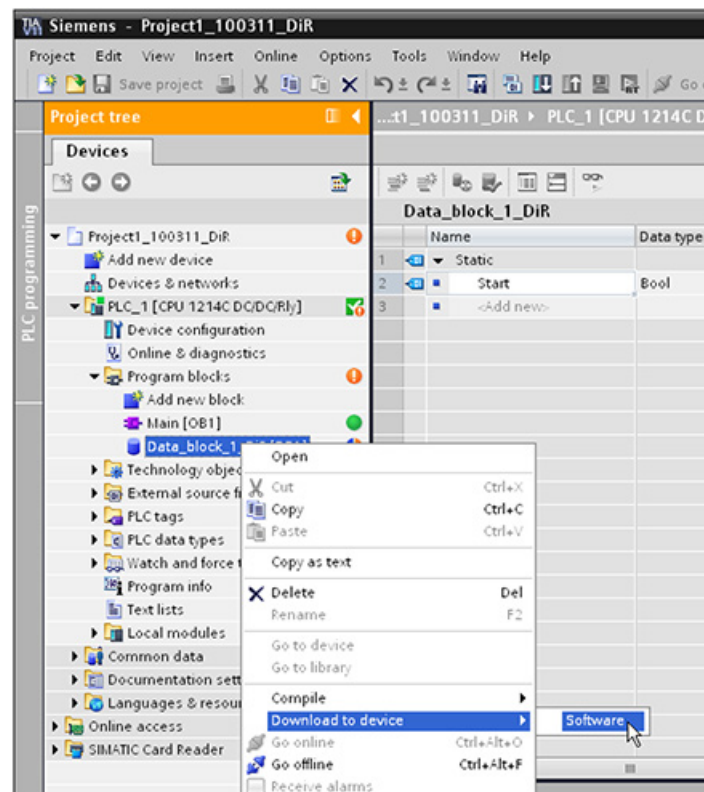 Siemens - Project1_100311_DiR
Project Edit View Insert Online Options Tools Window Help
Save project Go
Project tree
...t1_100311_DiR ▸ PLC_1 [CPU 1214C D
Devices
PLC programming
Data_block_1_DiR
Name Data type
1 Static
2 Start Bool
3 <Add new>
Project1_100311_DiR
Add new device
Devices & networks
PLC_1 [CPU 1214C DC/DC/Rly]
Device configuration
Online & diagnostics
Program blocks
Add new block
Main [OB1]
Data_block_1
Technology objec
External source fi
PLC tags
PLC data types
Watch and force t
Program info
Text lists
Local modules
Common data
Documentation sett
Languages & resour
Online access
SIMATIC Card Reader
Open
Cut Ctrl+X
Copy Ctrl+C
Paste Ctrl+V
Copy as text
Delete Del
Rename F2
Go to device
Go to library
Compile
Download to device
Software
Go online Ctrl+Alt+O
Go offline Ctrl+Alt+F
Receive alarms